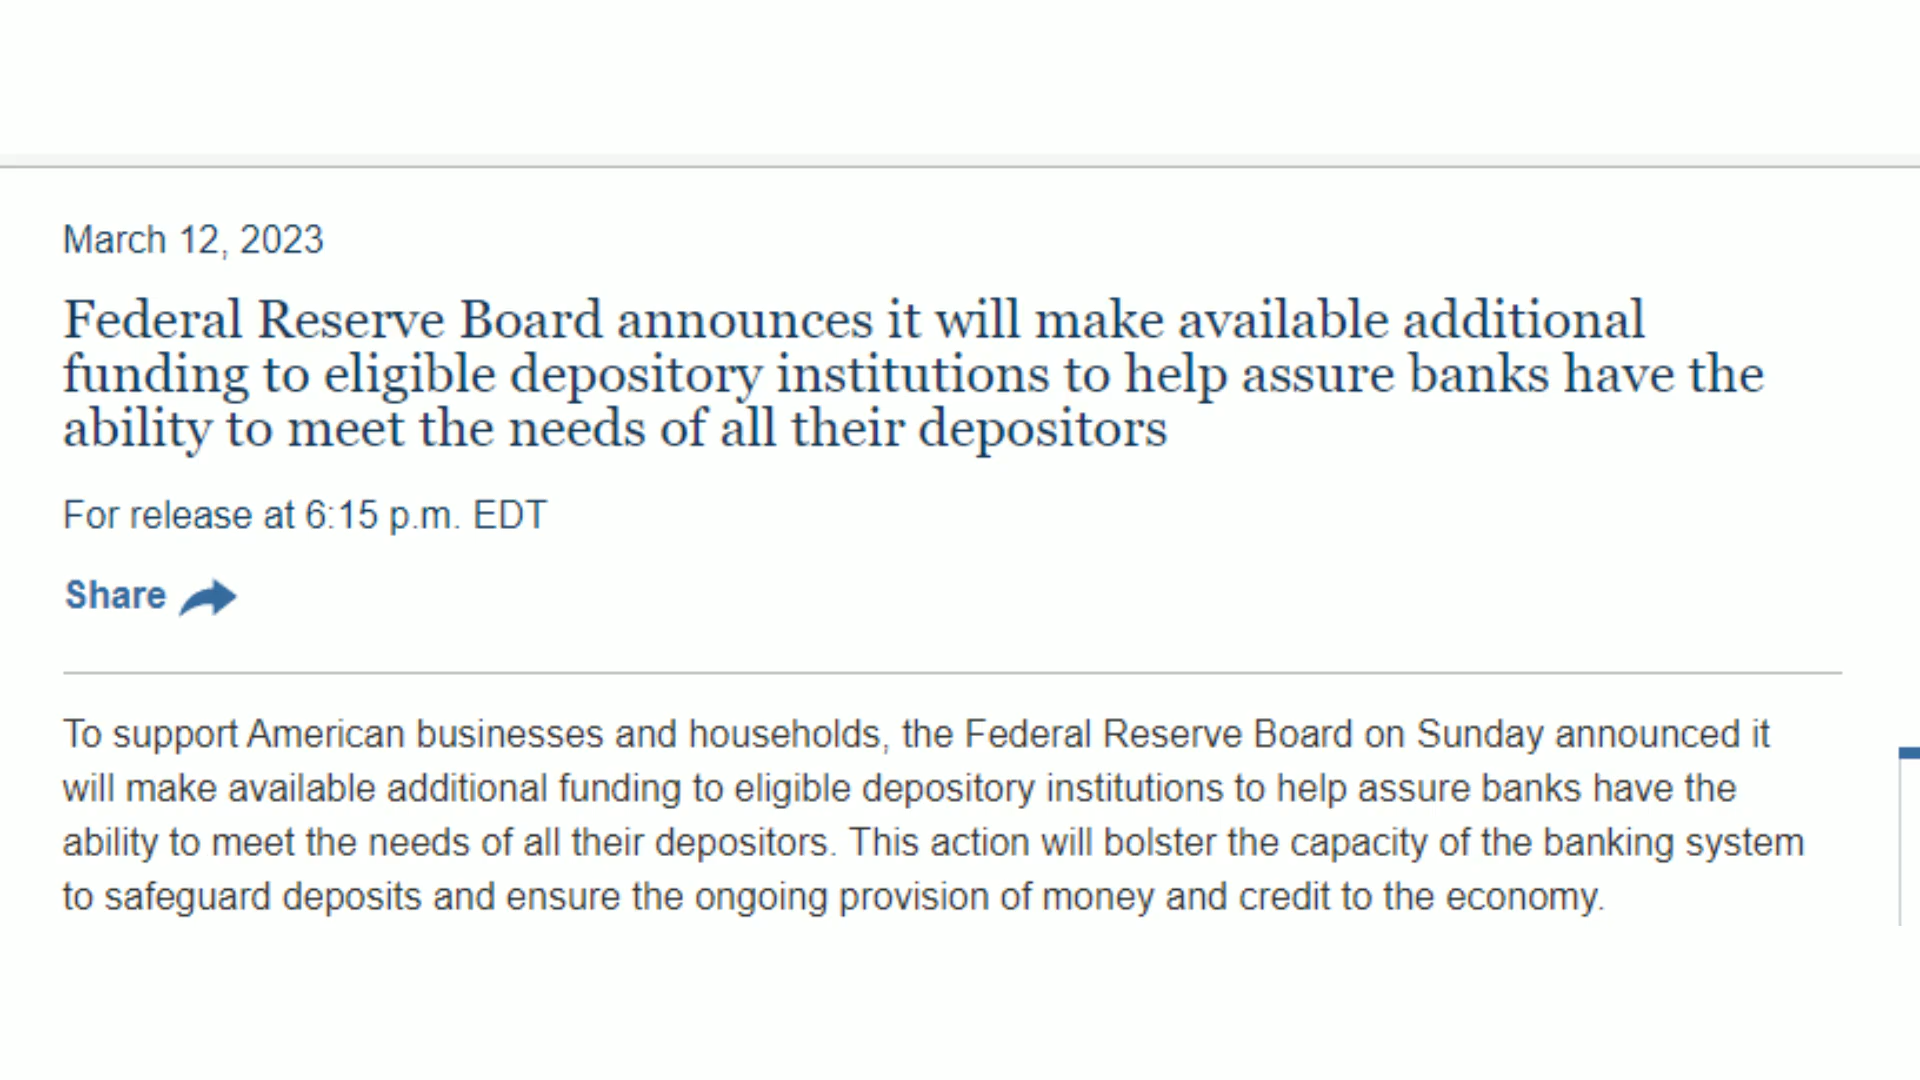 March 12, 2023
Federal Reserve Board announces it will make available additional
funding to eligible depository institutions to help assure banks have the
ability to meet the needs of all their depositors
For release at 6:15 p.m. EDT
Share
To support American businesses and households, the Federal Reserve Board on Sunday announced it
will make available additional funding to eligible depository institutions to help assure banks have the
ability to meet the needs of all their depositors. This action will bolster the capacity of the banking system
to safeguard deposits and ensure the ongoing provision of money and credit to the economy.